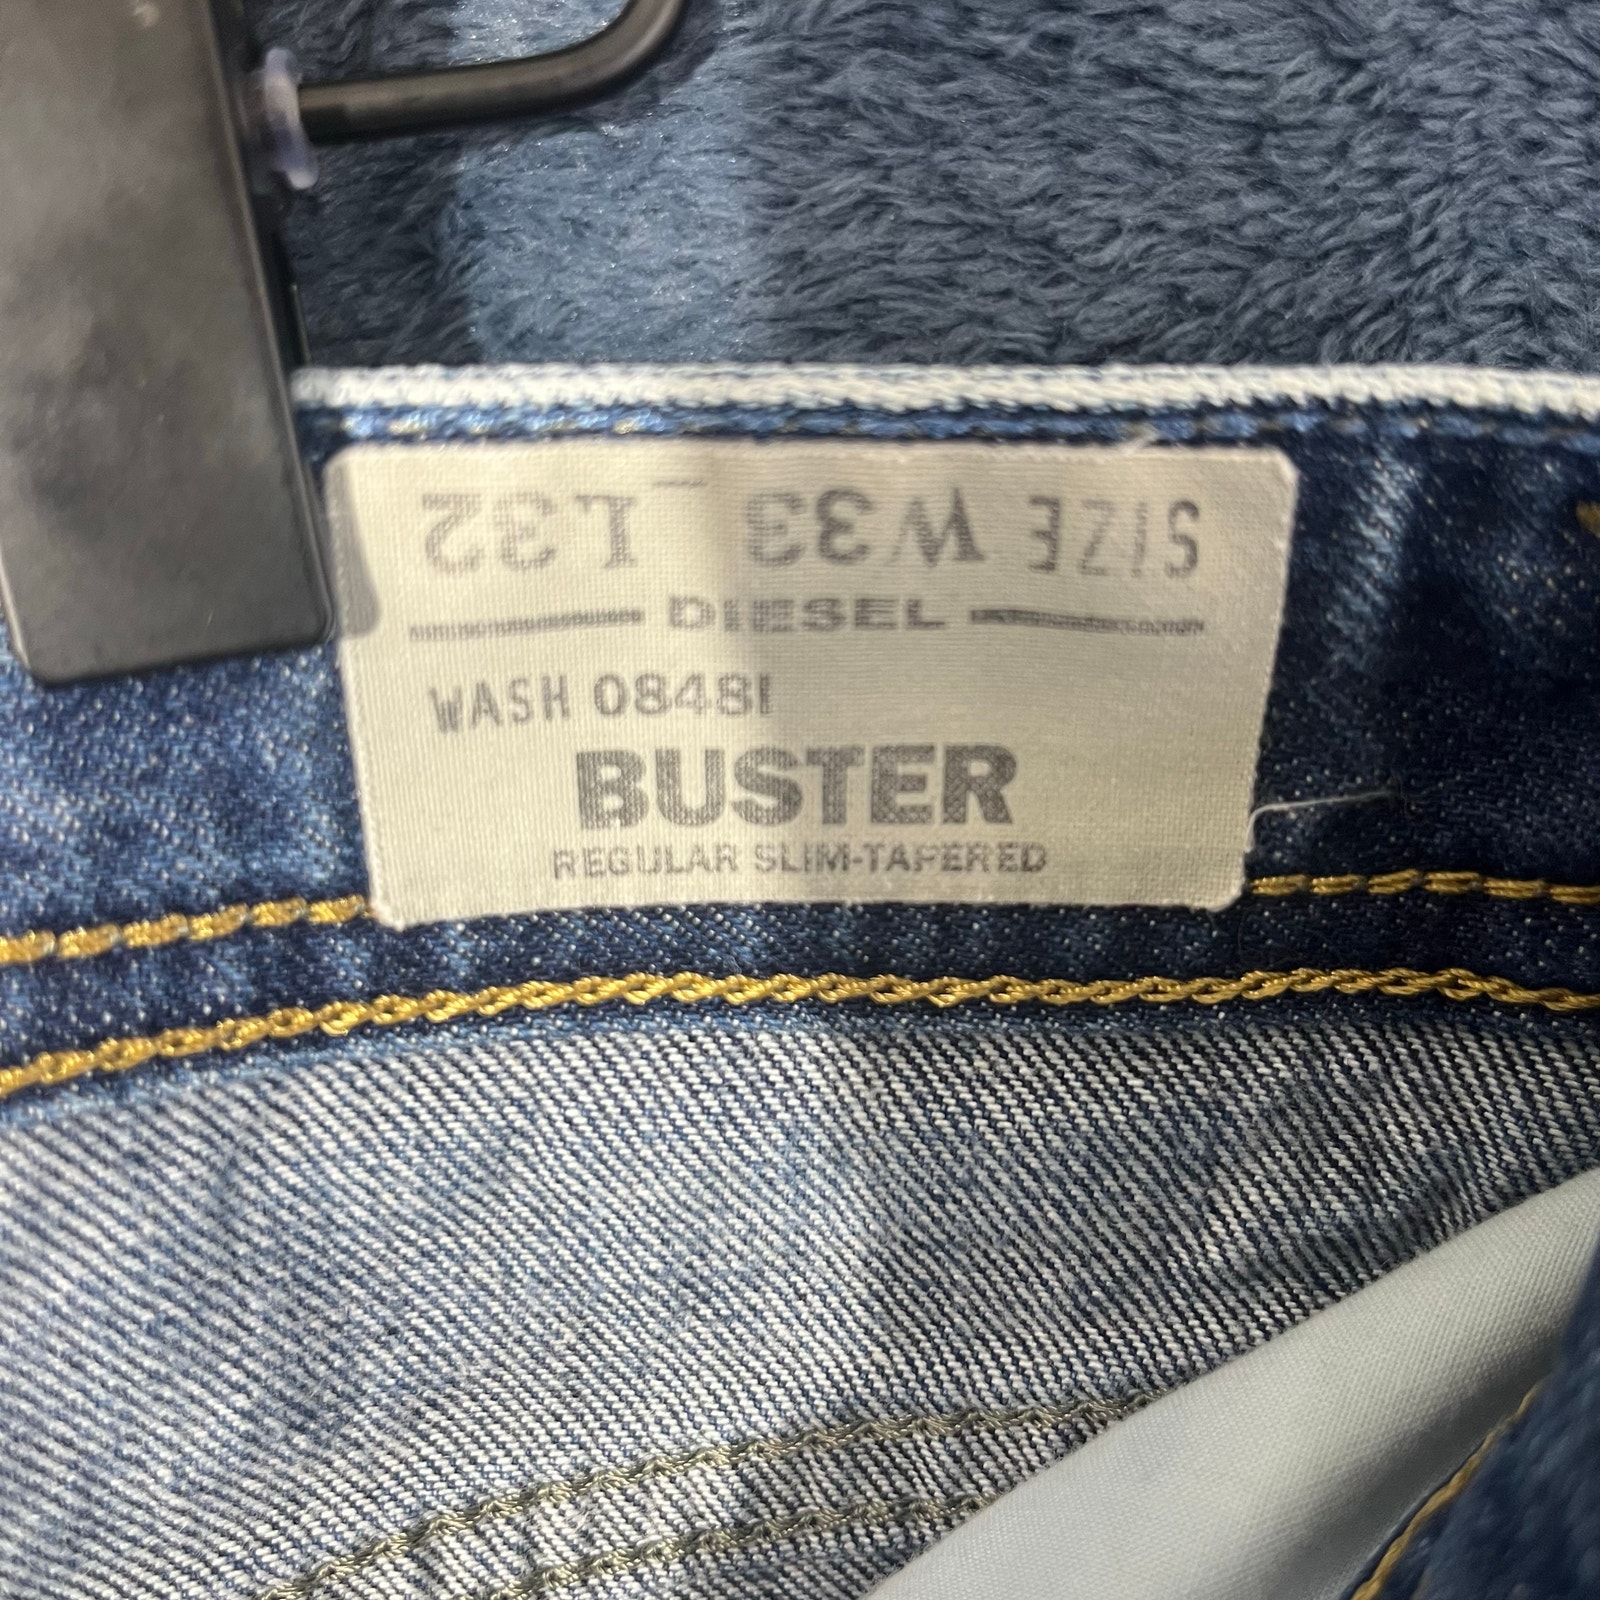 SIZE W33 L32
DIESEL
WASH 0848I
BUSTER
REGULAR SLIM-TAPERED